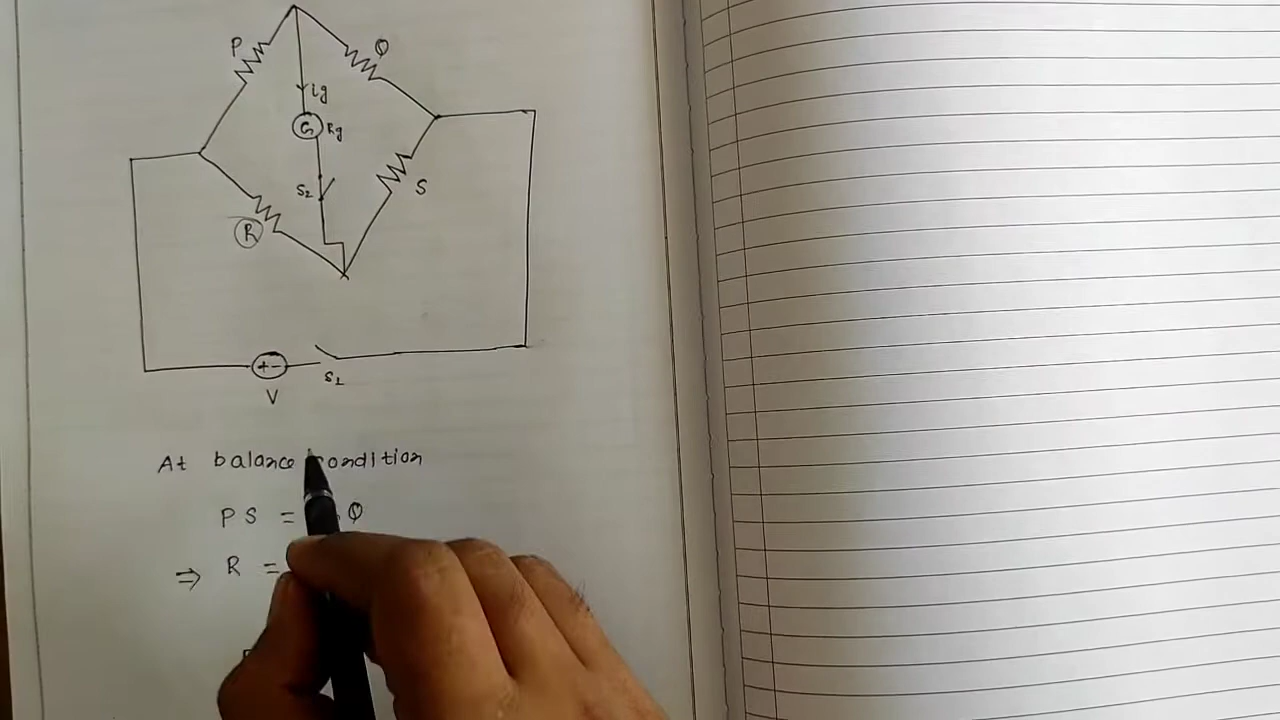 P
Q
ig
G Rg
S2
S
R
+ -
S1
V
At balance condition
PS = Q
⇒ R =